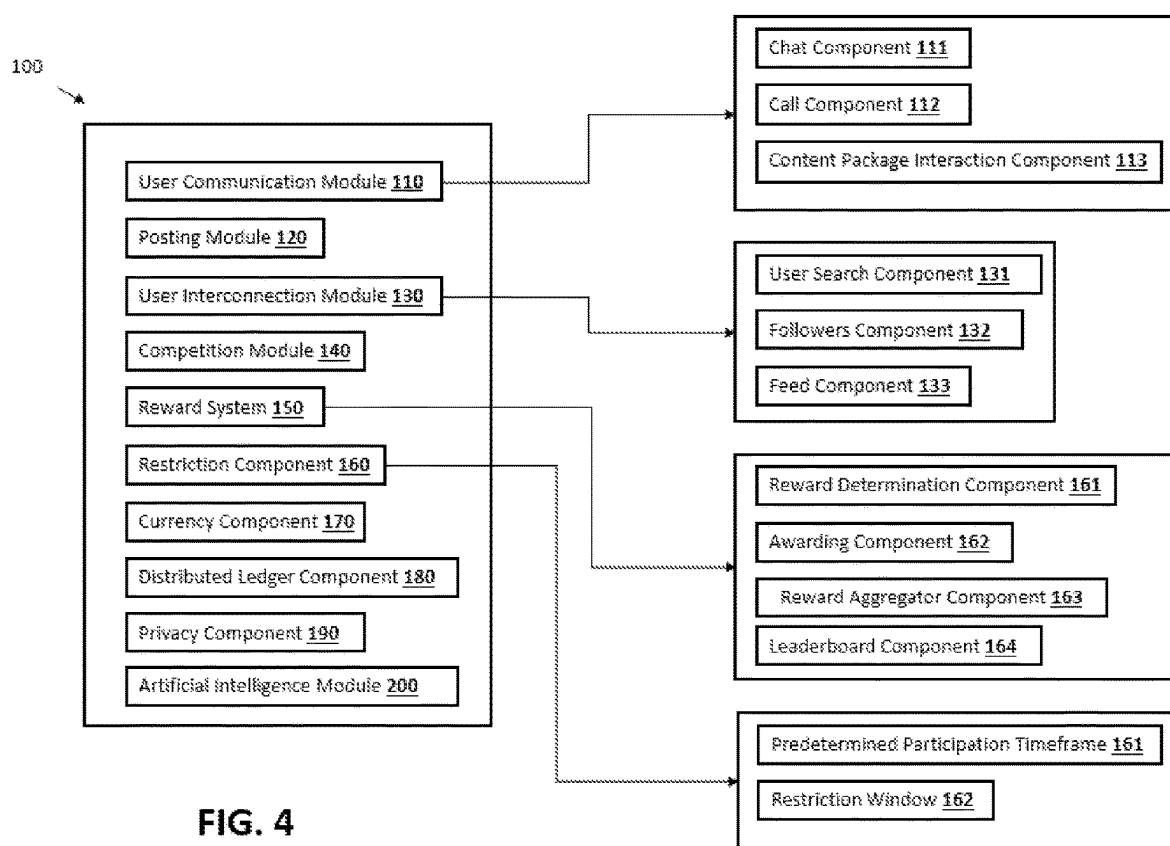 100
User Communication Module 110
Posting Module 120
User Interconnection Module 130
Competition Module 140
Reward System 150
Restriction Component 160
Currency Component 170
Distributed Ledger Component 180
Privacy Component 190
Artificial Intelligence Module 200
Chat Component 111
Call Component 112
Content Package Interaction Component 113
User Search Component 131
Followers Component 132
Feed Component 133
Reward Determination Component 161
Awarding Component 162
Reward Aggregator Component 163
Leaderboard Component 164
Predetermined Participation Timeframe 161
Restriction Window 162
FIG. 4